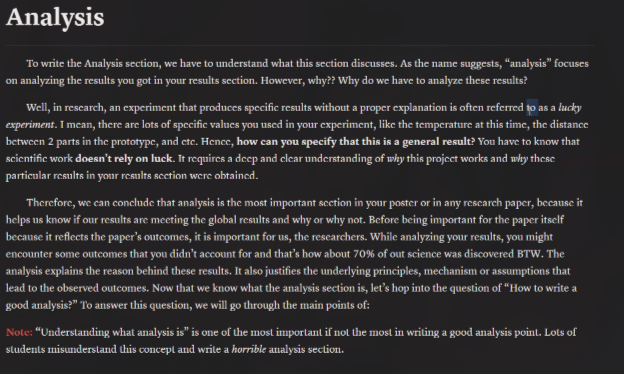 Analysis
To write the Analysis section, we have to understand what this section discusses. As the name suggests, “analysis” focuses
on analyzing the results you got in your results section. However, why?? Why do we have to analyze these results?
Well, in research, an experiment that produces specific results without a proper explanation is often referred to as a lucky
experiment. I mean, there are lots of specific values you used in your experiment, like the temperature at this time, the distance
between 2 parts in the prototype, and etc. Hence, how can you specify that this is a general result? You have to know that
scientific work doesn't rely on luck. It requires a deep and clear understanding of why this project works and why these
particular results in your results section were obtained.
Therefore, we can conclude that analysis is the most important section in your poster or in any research paper, because it
helps us know if our results are meeting the global results and why or why not. Before being important for the paper itself
because it reflects the paper's outcomes, it is important for us, the researchers. While analyzing your results, you might
encounter some outcomes that you didn't account for and that's how about 70% of out science was discovered BTW. The
analysis explains the reason behind these results. It also justifies the underlying principles, mechanism or assumptions that
lead to the observed outcomes. Now that we know what the analysis section is, let's hop into the question of “How to write a
good analysis?” To answer this question, we will go through the main points of:
Note: “Understanding what analysis is” is one of the most important if not the most in writing a good analysis point. Lots of
students misunderstand this concept and write a horrible analysis section.